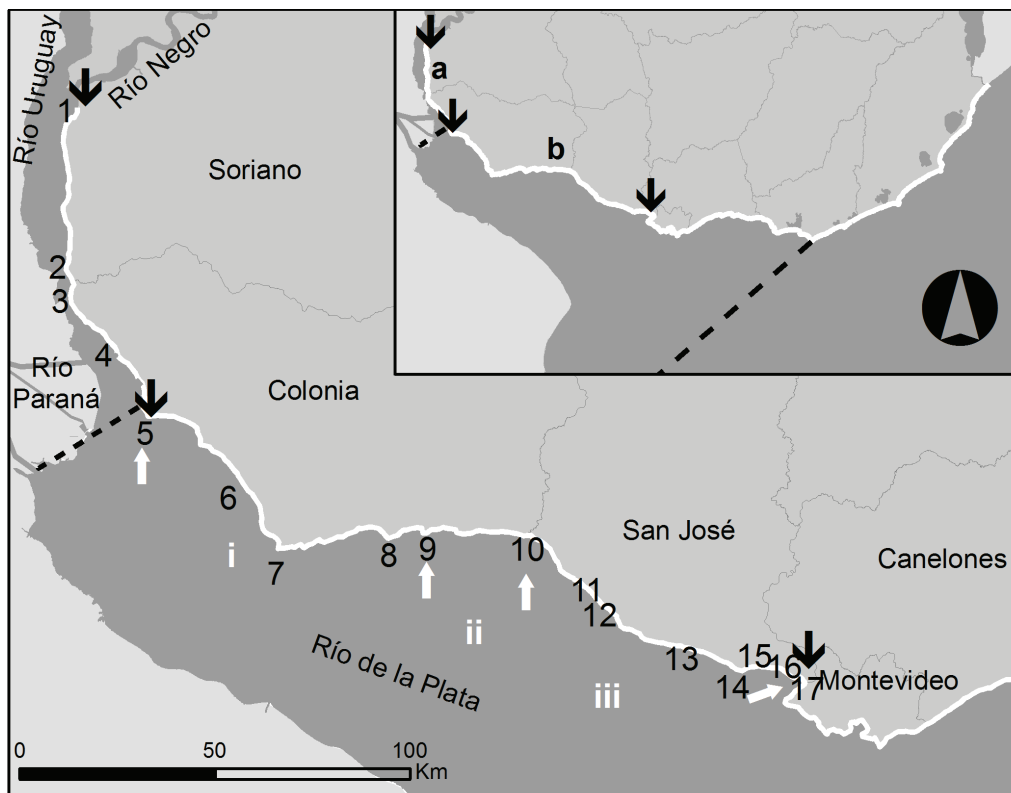 Río Uruguay
Río Negro
1
Soriano
a
b
2
3
4
Río
Paraná
Colonia
5
6
i
7
8
9
10
San José
Canelones
11
12
ii
Río de la Plata
13
iii
14
15
16
17
Montevideo
0
50
100
Km